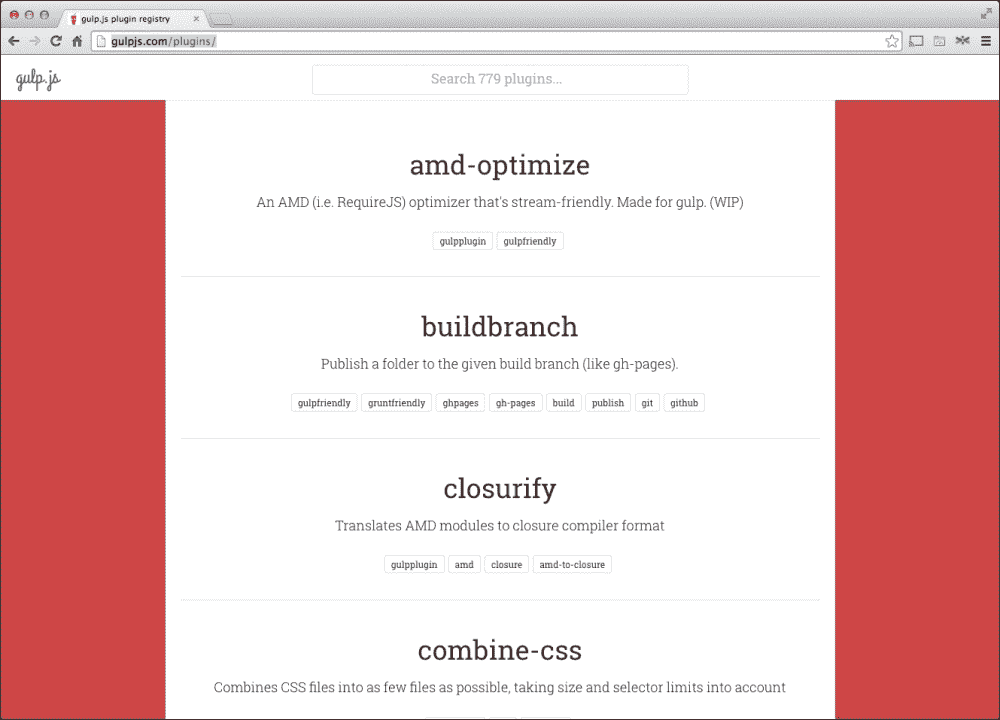 gulp.js plugin registry
gulpjs.com/plugins/
gulp.js
Search 779 plugins...
amd-optimize
An AMD (i.e. RequireJS) optimizer that's stream-friendly. Made for gulp. (WIP)
gulpplugin gulpfriendly
buildbranch
Publish a folder to the given build branch (like gh-pages).
gulpfriendly gruntfriendly ghpages gh-pages build publish git github
closurify
Translates AMD modules to closure compiler format
gulpplugin amd closure amd-to-closure
combine-css
Combines CSS files into as few files as possible, taking size and selector limits into account